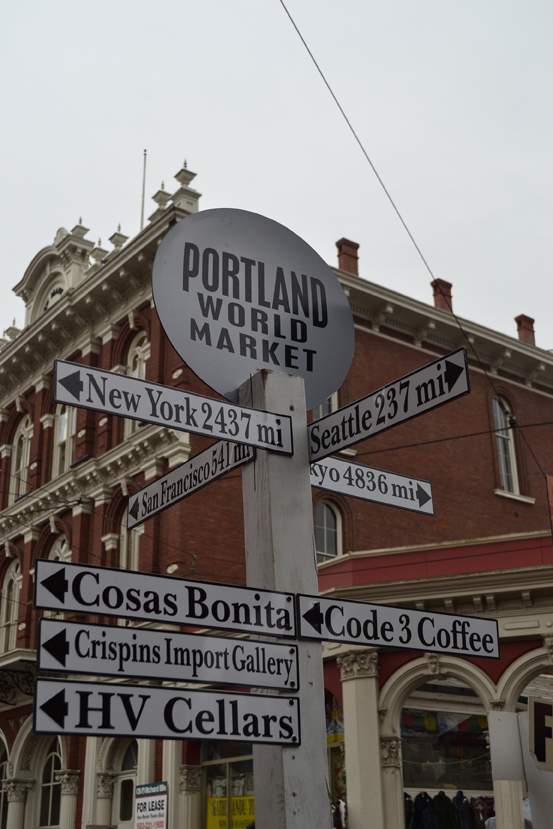 PORTLAND
WORLD
MARKET
New York 2437 mi
Seattle 237 mi
San Francisco 541 mi
kyo 4836 mi
Cosas Bonita
Code 3 Coffee
Crispins Import Gallery
HV Cellars
FOR LEASE